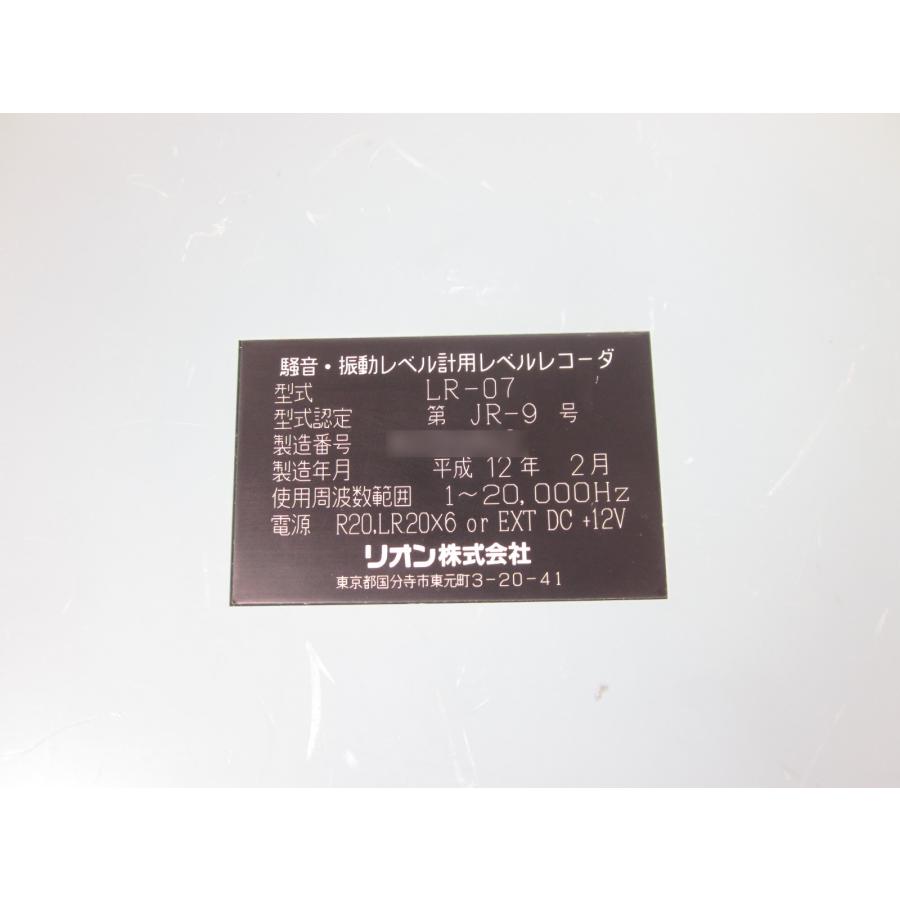 騒音・振動レベル計用レベルレコーダ
型式 LR-07
型式認定 第 JR-9 号
製造番号
製造年月 平成 12年 2月
使用周波数範囲 1~20,000Hz
電源 R20,LR20×6 or EXT DC +12V
リオン株式会社
東京都国分寺市東元町3-20-41